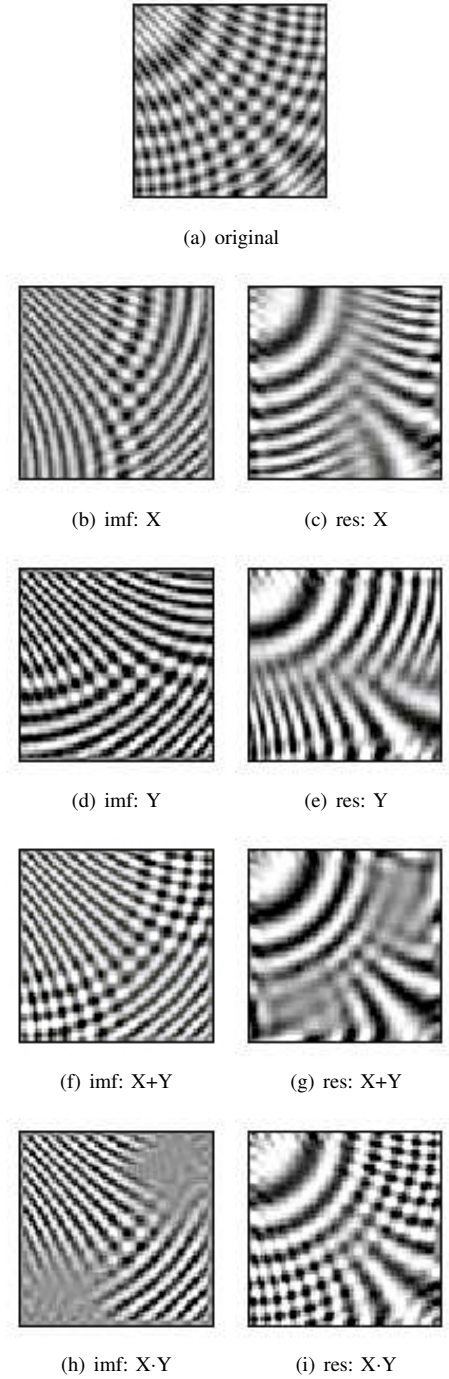 (a) original
(b) imf: X
(c) res: X
(d) imf: Y
(e) res: Y
(f) imf: X+Y
(g) res: X+Y
(h) imf: X·Y
(i) res: X·Y